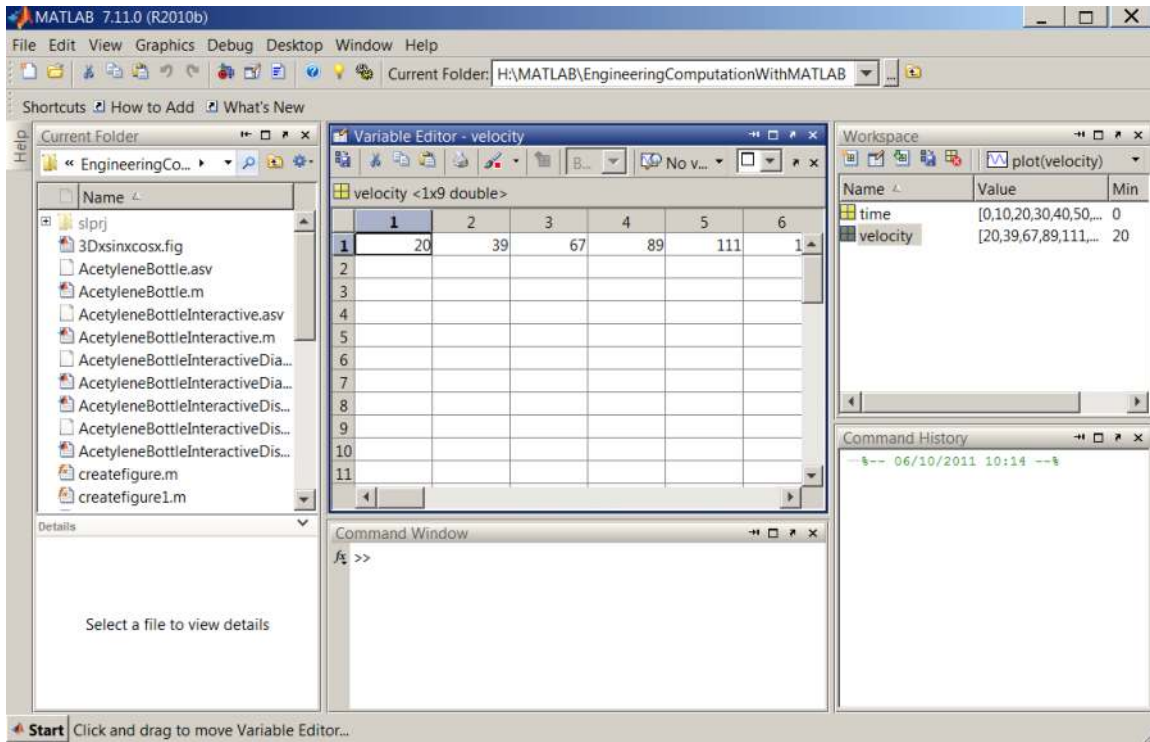 MATLAB 7.11.0 (R2010b)
File Edit View Graphics Debug Desktop Window Help
Current Folder: H:\MATLAB\EngineeringComputationWithMATLAB
Shortcuts How to Add What's New
Help
Current Folder
« EngineeringCo...
Name
slprj
3Dxsinxcosx.fig
AcetyleneBottle.asv
AcetyleneBottle.m
AcetyleneBottleInteractive.asv
AcetyleneBottleInteractive.m
AcetyleneBottleInteractiveDia...
AcetyleneBottleInteractiveDia...
AcetyleneBottleInteractiveDis...
AcetyleneBottleInteractiveDis...
AcetyleneBottleInteractiveDis...
createfigure.m
createfigure1.m
Details
Select a file to view details
Variable Editor - velocity
B... No v...
velocity <1x9 double>
1 2 3 4 5 6
1 20 39 67 89 111 1
2
3
4
5
6
7
8
9
10
11
Command Window
fx >>
Workspace
plot(velocity)
Name Value Min
time [0,10,20,30,40,50,... 0
velocity [20,39,67,89,111,... 20
Command History
%-- 06/10/2011 10:14 --%
Start Click and drag to move Variable Editor...